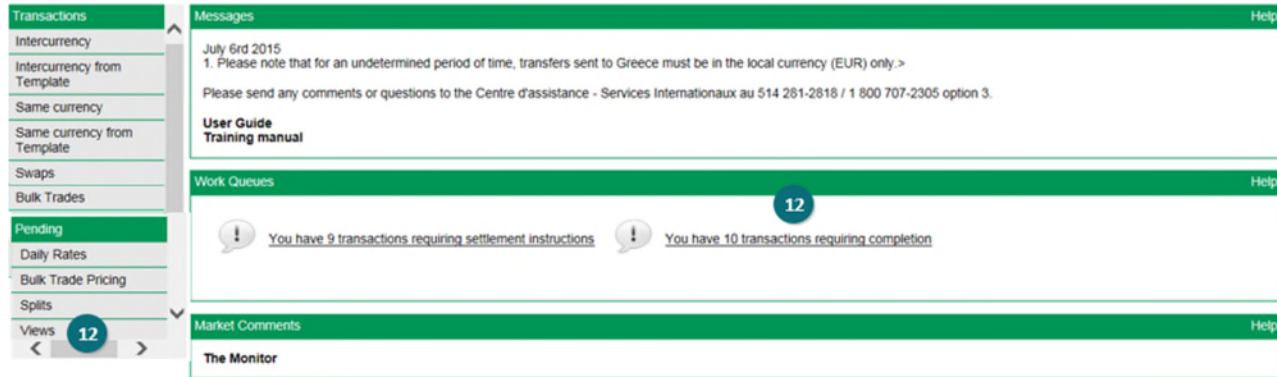 Transactions
Intercurrency
Intercurrency from
Template
Same currency
Same currency from
Template
Swaps
Bulk Trades
Pending
Daily Rates
Bulk Trade Pricing
Splits
Views
12
Messages
Help
July 6rd 2015
1. Please note that for an undetermined period of time, transfers sent to Greece must be in the local currency (EUR) only.>
Please send any comments or questions to the Centre d'assistance - Services Internationaux au 514 281-2818 / 1 800 707-2305 option 3.
User Guide
Training manual
Work Queues
Help
12
! You have 9 transactions requiring settlement instructions ! You have 10 transactions requiring completion
Market Comments
Help
The Monitor